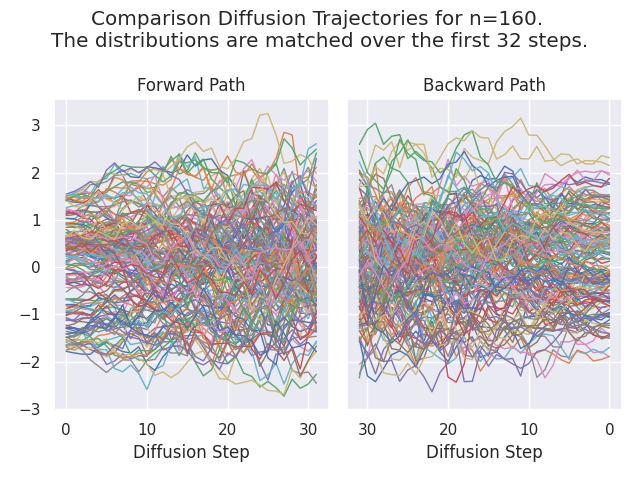 Comparison Diffusion Trajectories for n=160.
The distributions are matched over the first 32 steps.
Forward Path
Backward Path
3
2
1
0
−1
−2
−3
0 10 20 30
30 20 10 0
Diffusion Step
Diffusion Step